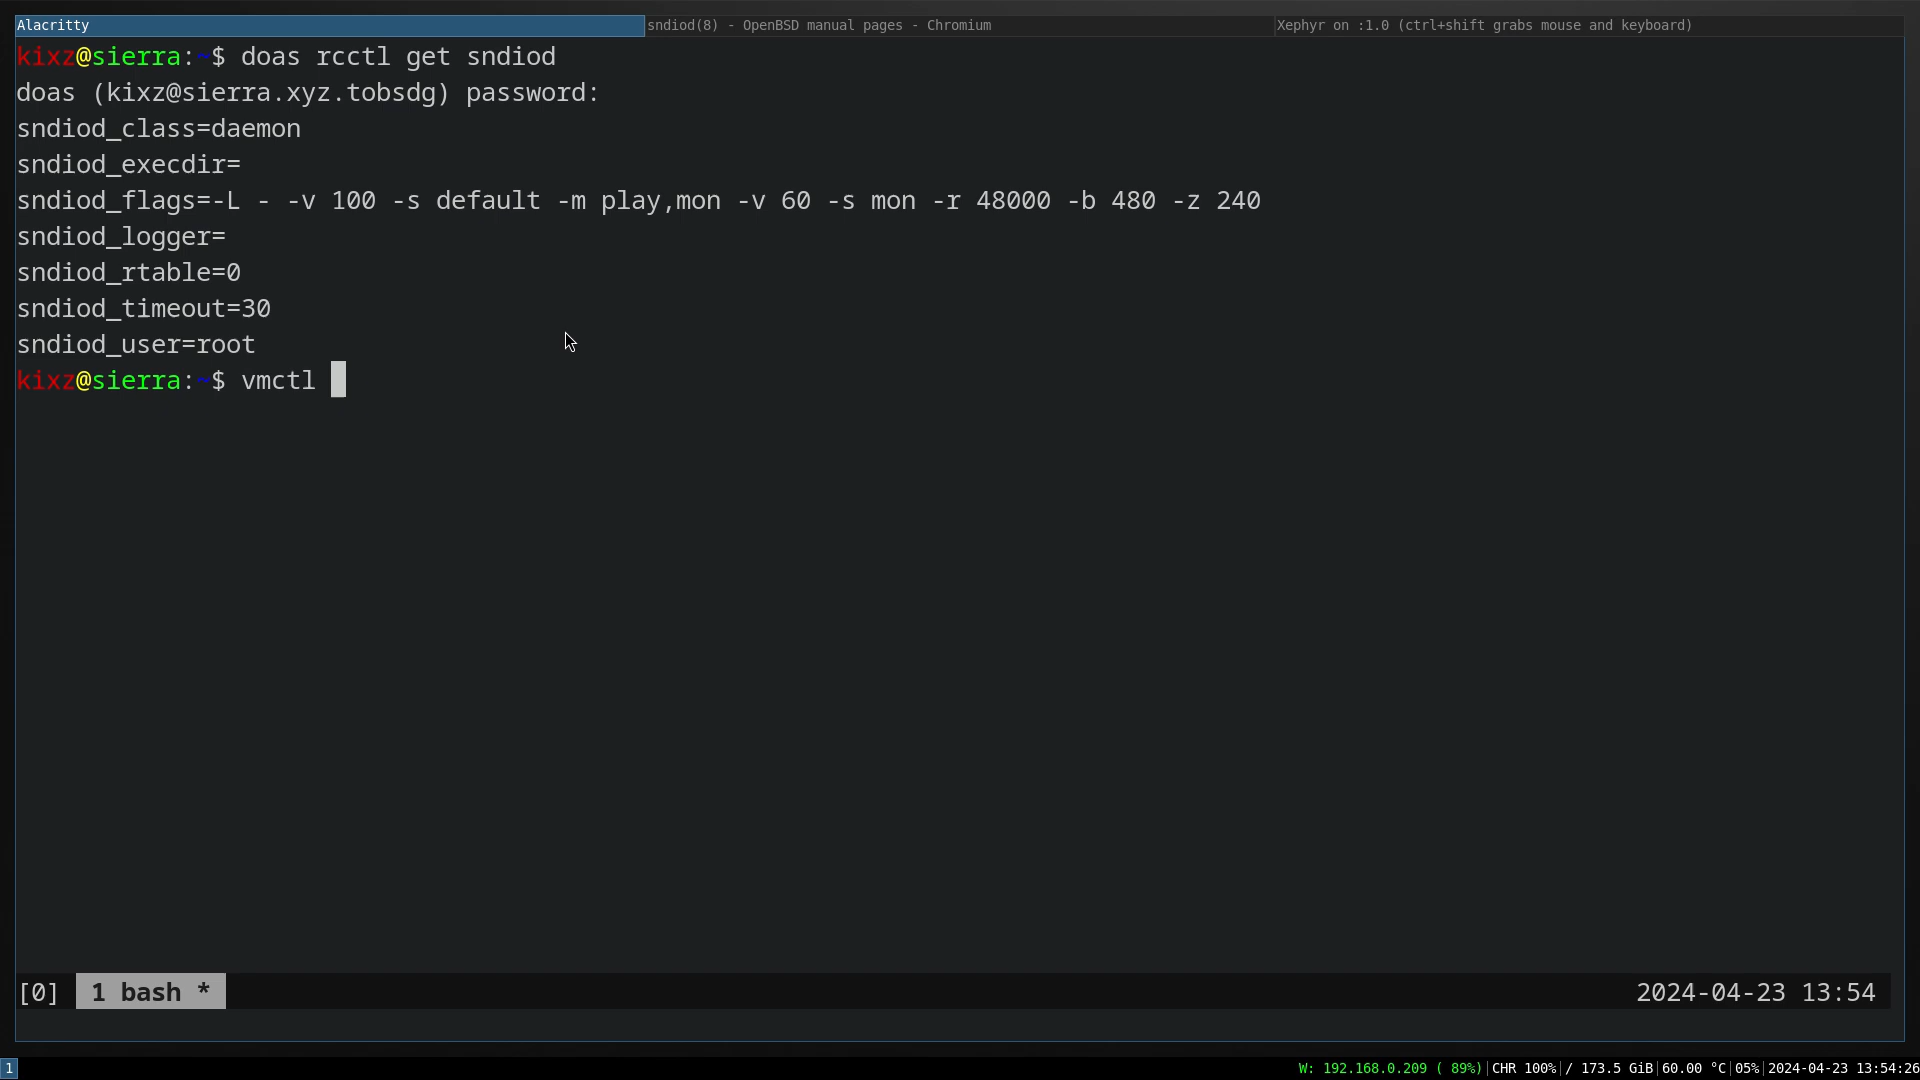 Alacritty
sndiod(8) - OpenBSD manual pages - Chromium
Xephyr on :1.0 (ctrl+shift grabs mouse and keyboard)
kixz@sierra:~$ doas rcctl get sndiod
doas (kixz@sierra.xyz.tobsdg) password:
sndiod_class=daemon
sndiod_execdir=
sndiod_flags=-L - -v 100 -s default -m play,mon -v 60 -s mon -r 48000 -b 480 -z 240
sndiod_logger=
sndiod_rtable=0
sndiod_timeout=30
sndiod_user=root
kixz@sierra:~$ vmctl
[0] 1 bash * 2024-04-23 13:54
1 W: 192.168.0.209 ( 89%)|CHR 100%|/ 173.5 GiB|60.00 °C|05%|2024-04-23 13:54:26